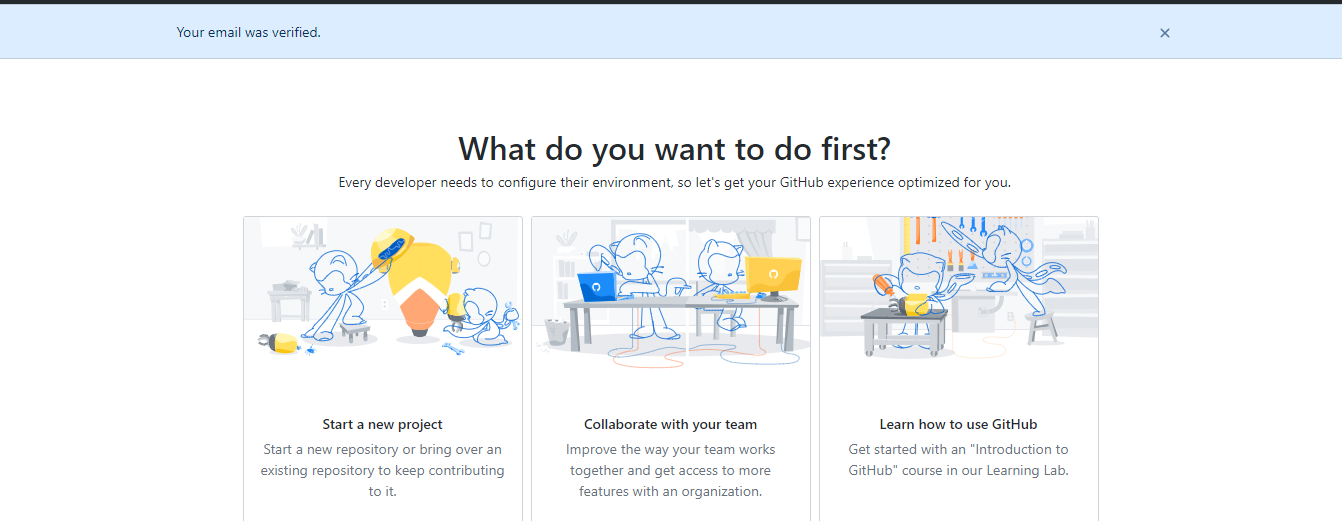 Your email was verified.
What do you want to do first?
Every developer needs to configure their environment, so let's get your GitHub experience optimized for you.
Start a new project
Start a new repository or bring over an
existing repository to keep contributing
to it.
Collaborate with your team
Improve the way your team works
together and get access to more
features with an organization.
Learn how to use GitHub
Get started with an "Introduction to
GitHub" course in our Learning Lab.